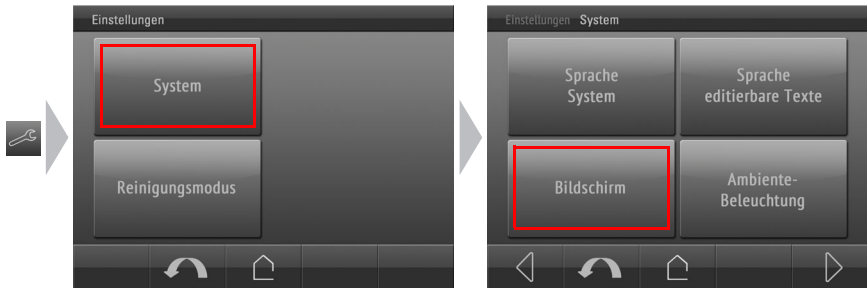 Einstellungen
System
Reinigungsmodus
Einstellungen System
Sprache
System
Sprache
editierbare Texte
Bildschirm
Ambiente-
Beleuchtung